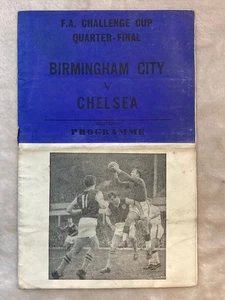 F.A. CHALLENGE CUP
QUARTER-FINAL
BIRMINGHAM CITY
V
CHELSEA
PROGRAMME